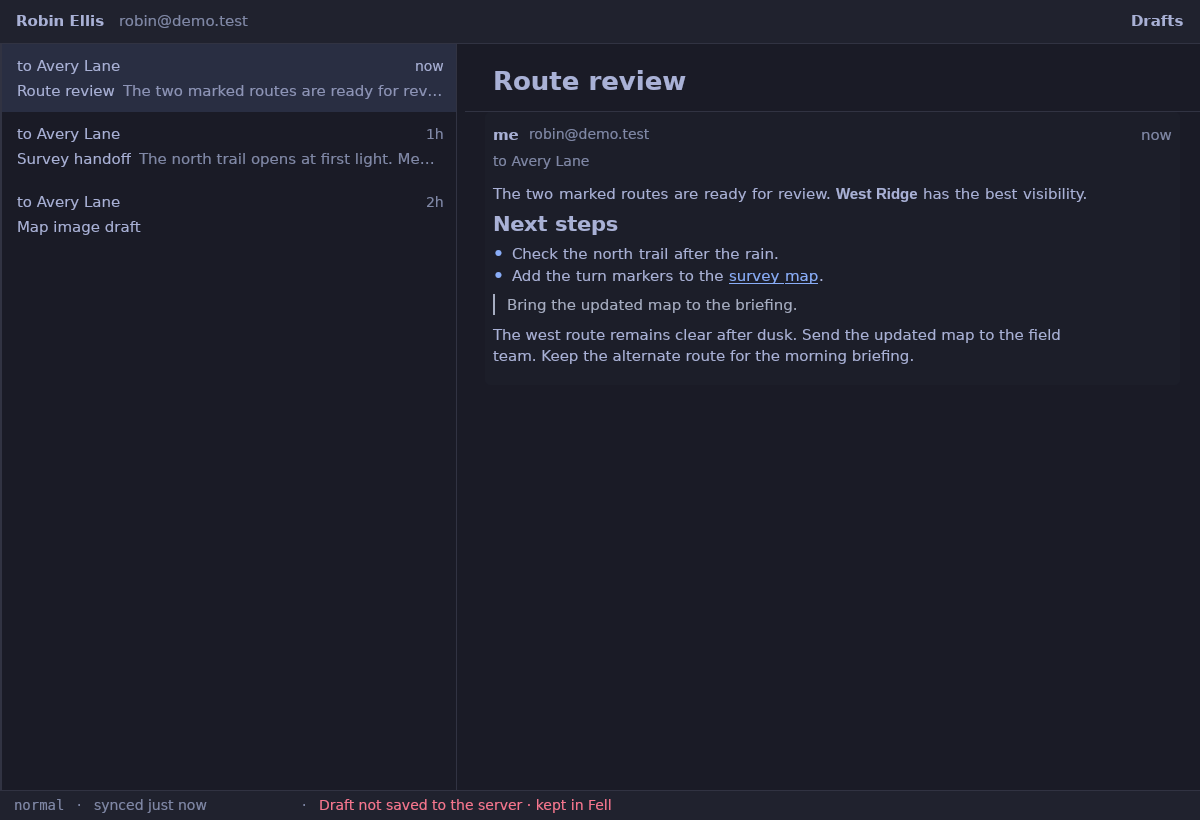 Robin Ellis robin@demo.test Drafts
to Avery Lane now
Route review The two marked routes are ready for rev…
to Avery Lane 1h
Survey handoff The north trail opens at first light. Me…
to Avery Lane 2h
Map image draft
Route review
me robin@demo.test now
to Avery Lane
The two marked routes are ready for review. West Ridge has the best visibility.
Next steps
• Check the north trail after the rain.
• Add the turn markers to the survey map.
Bring the updated map to the briefing.
The west route remains clear after dusk. Send the updated map to the field
team. Keep the alternate route for the morning briefing.
normal · synced just now · Draft not saved to the server · kept in Fell